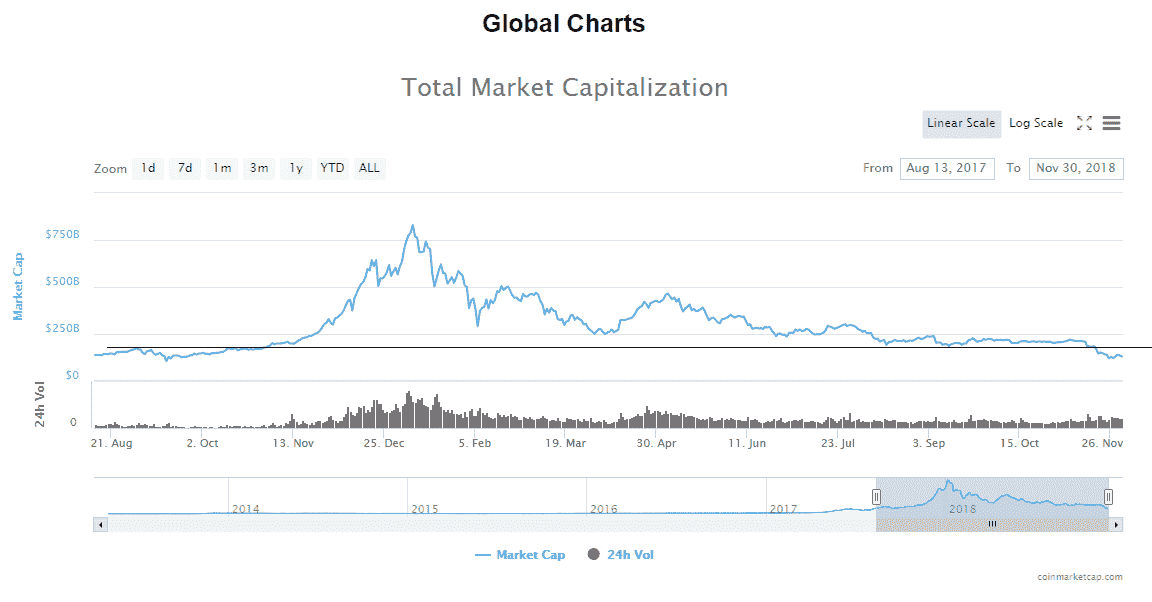 Global Charts
Total Market Capitalization
Linear Scale Log Scale
Zoom 1d 7d 1m 3m 1y YTD ALL From Aug 13, 2017 To Nov 30, 2018
Market Cap
$750B
$500B
$250B
$0
24h Vol
0
21. Aug 2. Oct 13. Nov 25. Dec 5. Feb 19. Mar 30. Apr 11. Jun 23. Jul 3. Sep 15. Oct 26. Nov
2014 2015 2016 2017 2018
Market Cap 24h Vol
coinmarketcap.com